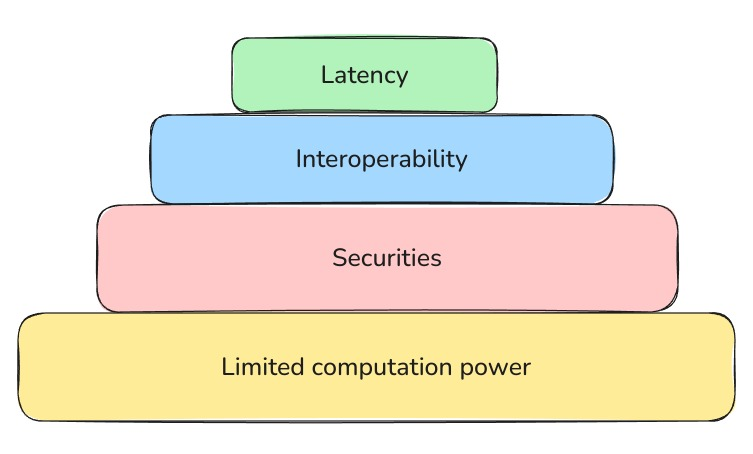 Latency
Interoperability
Securities
Limited computation power